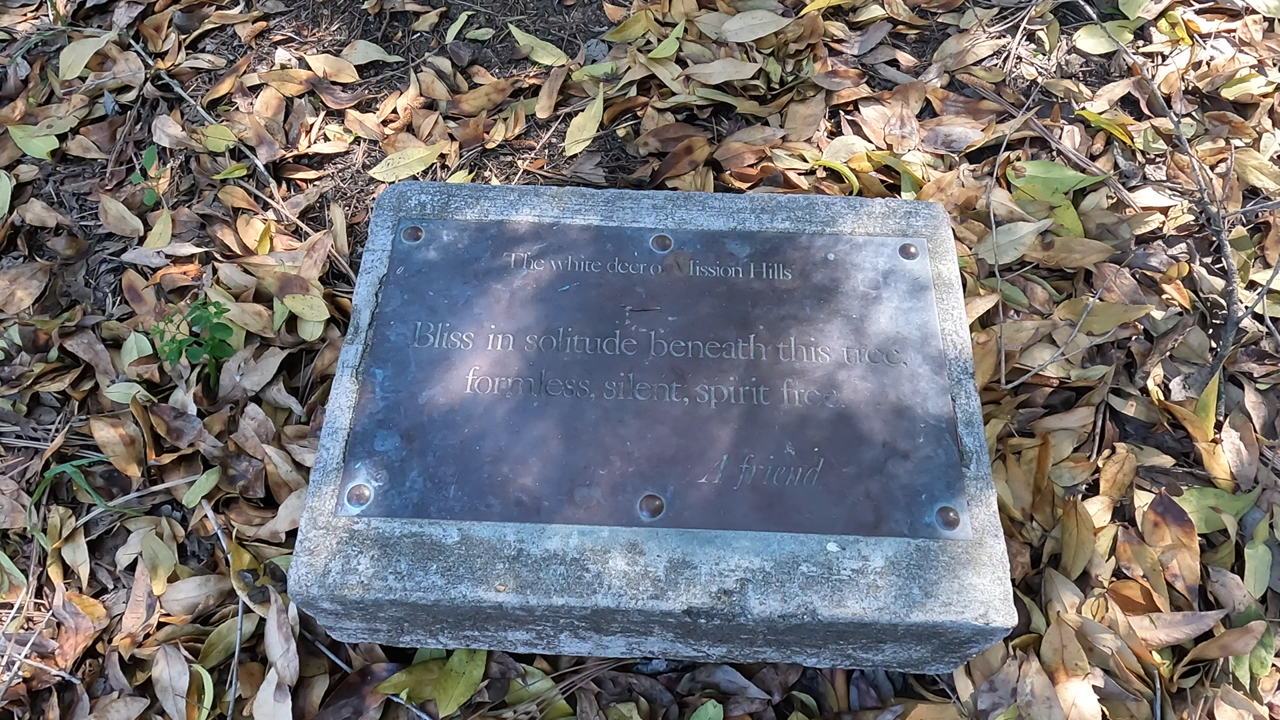 The white deer of Mission Hills
Bliss in solitude beneath this tree,
formless, silent, spirit free.
A friend